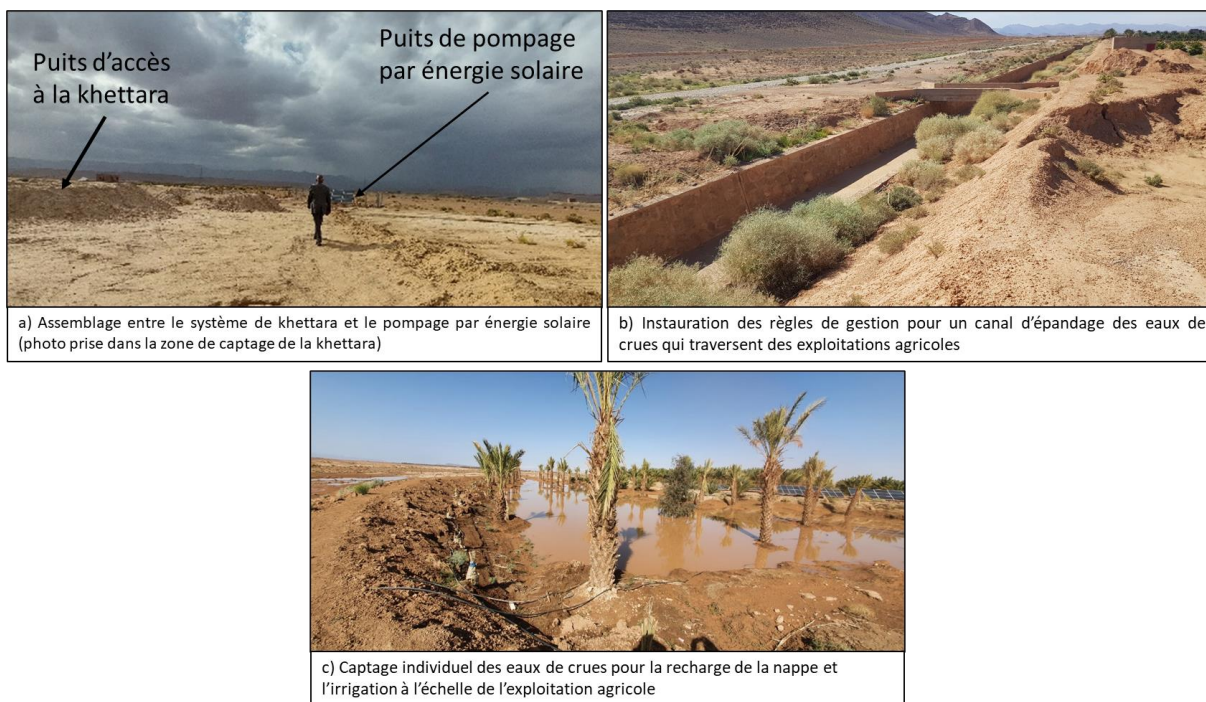 Puits d'accès
à la khettara
Puits de pompage
par énergie solaire
a) Assemblage entre le système de khettara et le pompage par énergie solaire
(photo prise dans la zone de captage de la khettara)
b) Instauration des règles de gestion pour un canal d'épandage des eaux de
crues qui traversent des exploitations agricoles
c) Captage individuel des eaux de crues pour la recharge de la nappe et
l'irrigation à l'échelle de l'exploitation agricole